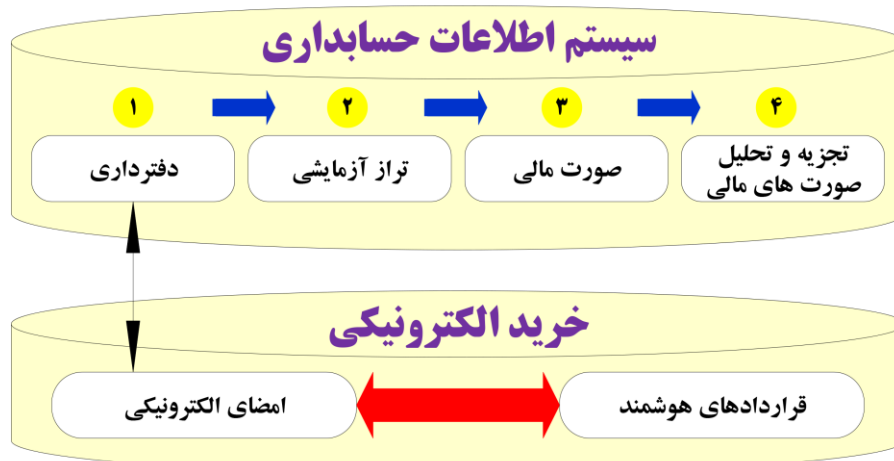 سیستم اطلاعات حسابداری
۱
۲
۳
۴
دفترداری
تراز آزمایشی
صورت مالی
تجزیه و تحلیل
صورت های مالی
خرید الکترونیکی
امضای الکترونیکی
قراردادهای هوشمند